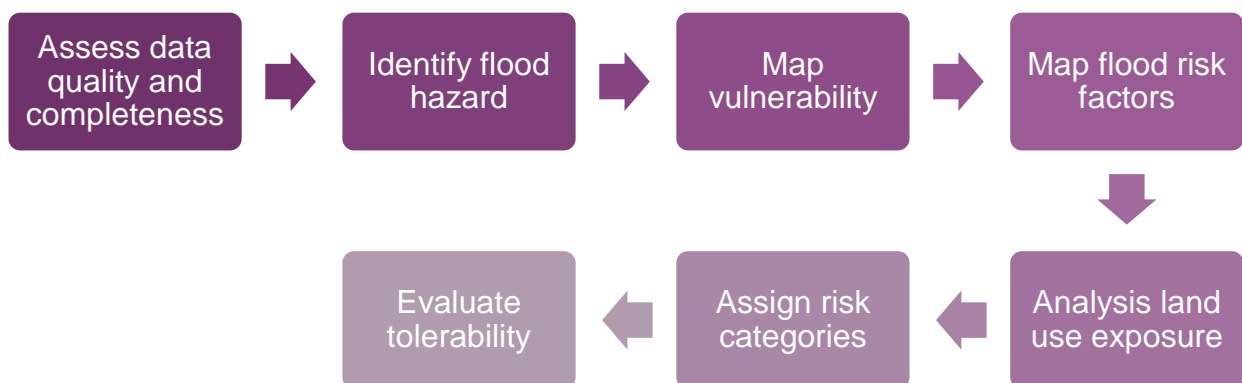 Assess data
quality and
completeness
Identify flood
hazard
Map
vulnerability
Map flood risk
factors
Analysis land
use exposure
Assign risk
categories
Evaluate
tolerability